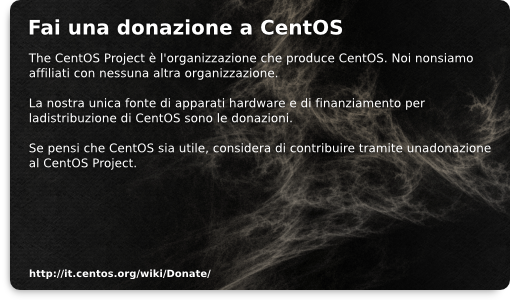 Fai una donazione a CentOS
The CentOS Project è l'organizzazione che produce CentOS. Noi nonsiamo
affiliati con nessuna altra organizzazione.
La nostra unica fonte di apparati hardware e di finanziamento per
ladistribuzione di CentOS sono le donazioni.
Se pensi che CentOS sia utile, considera di contribuire tramite unadonazione
al CentOS Project.
http://it.centos.org/wiki/Donate/